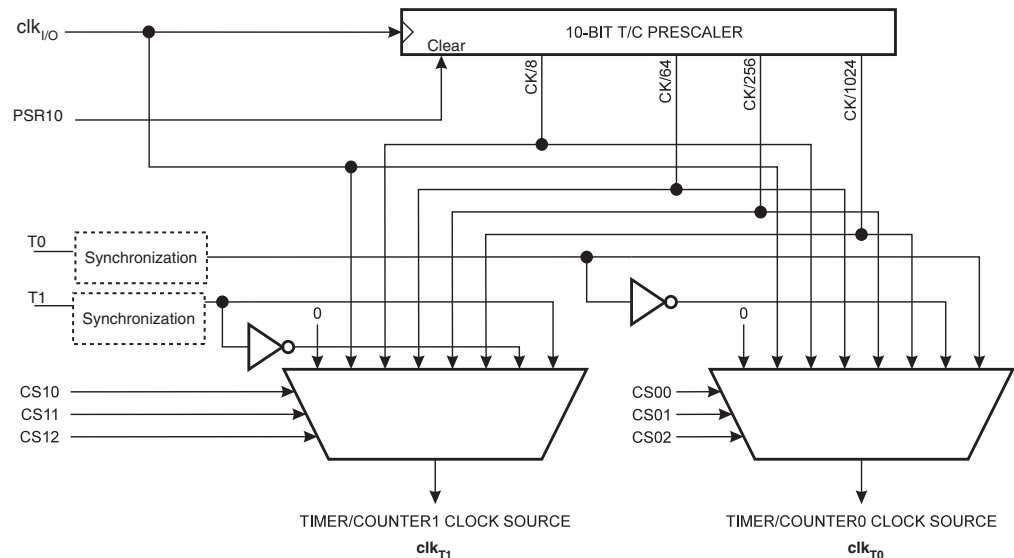 clkI/O
10-BIT T/C PRESCALER
Clear
CK/8
CK/64
CK/256
CK/1024
PSR10
T0
Synchronization
T1
Synchronization
0
0
CS10
CS11
CS12
CS00
CS01
CS02
TIMER/COUNTER1 CLOCK SOURCE
clkT1
TIMER/COUNTER0 CLOCK SOURCE
clkT0